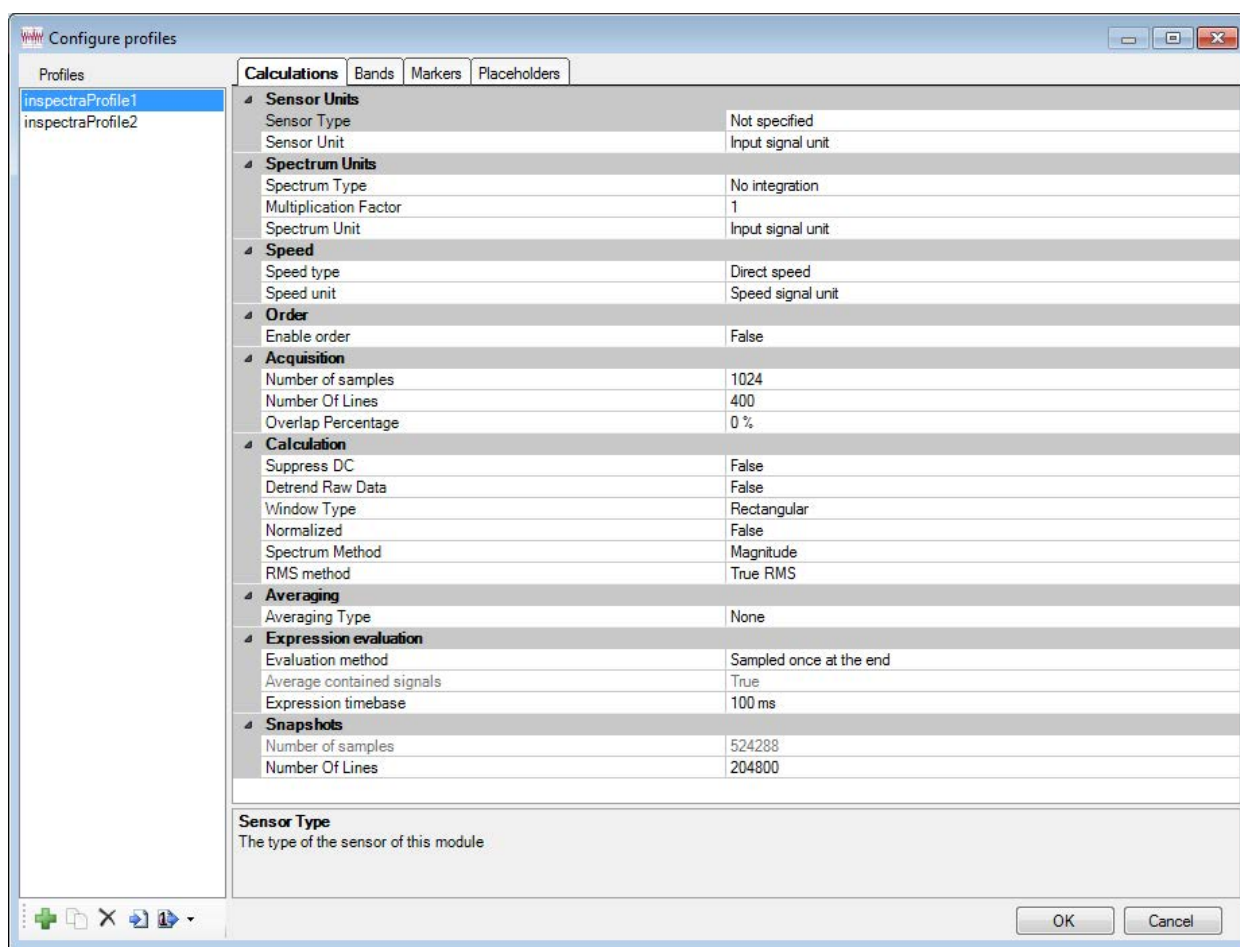 Configure profiles
Profiles
inspectraProfile1
inspectraProfile2
Calculations Bands Markers Placeholders
Sensor Units
Sensor Type Not specified
Sensor Unit Input signal unit
Spectrum Units
Spectrum Type No integration
Multiplication Factor 1
Spectrum Unit Input signal unit
Speed
Speed type Direct speed
Speed unit Speed signal unit
Order
Enable order False
Acquisition
Number of samples 1024
Number Of Lines 400
Overlap Percentage 0 %
Calculation
Suppress DC False
Detrend Raw Data False
Window Type Rectangular
Normalized False
Spectrum Method Magnitude
RMS method True RMS
Averaging
Averaging Type None
Expression evaluation
Evaluation method Sampled once at the end
Average contained signals True
Expression timebase 100 ms
Snapshots
Number of samples 524288
Number Of Lines 204800
Sensor Type
The type of the sensor of this module
OK Cancel